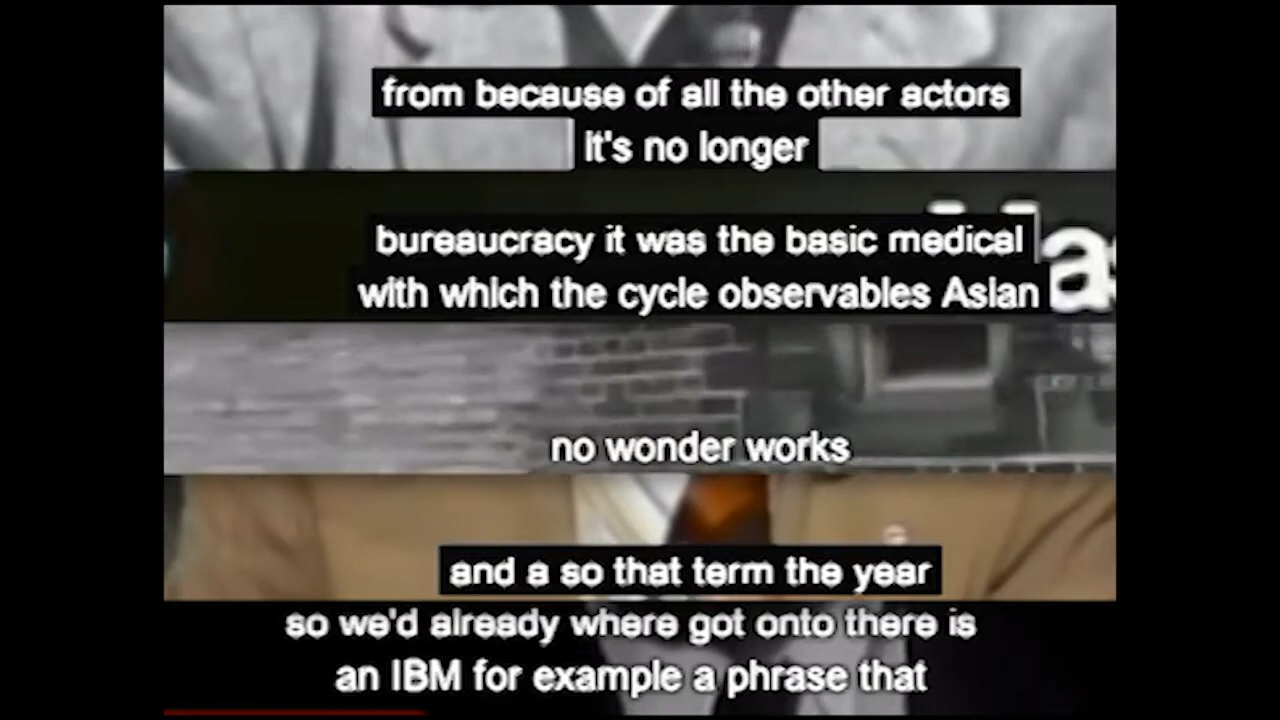 from because of all the other actors
it's no longer
bureaucracy it was the basic medical
with which the cycle observables Asian
as
no wonder works
and a so that term the year
so we'd already where got onto there is
an IBM for example a phrase that